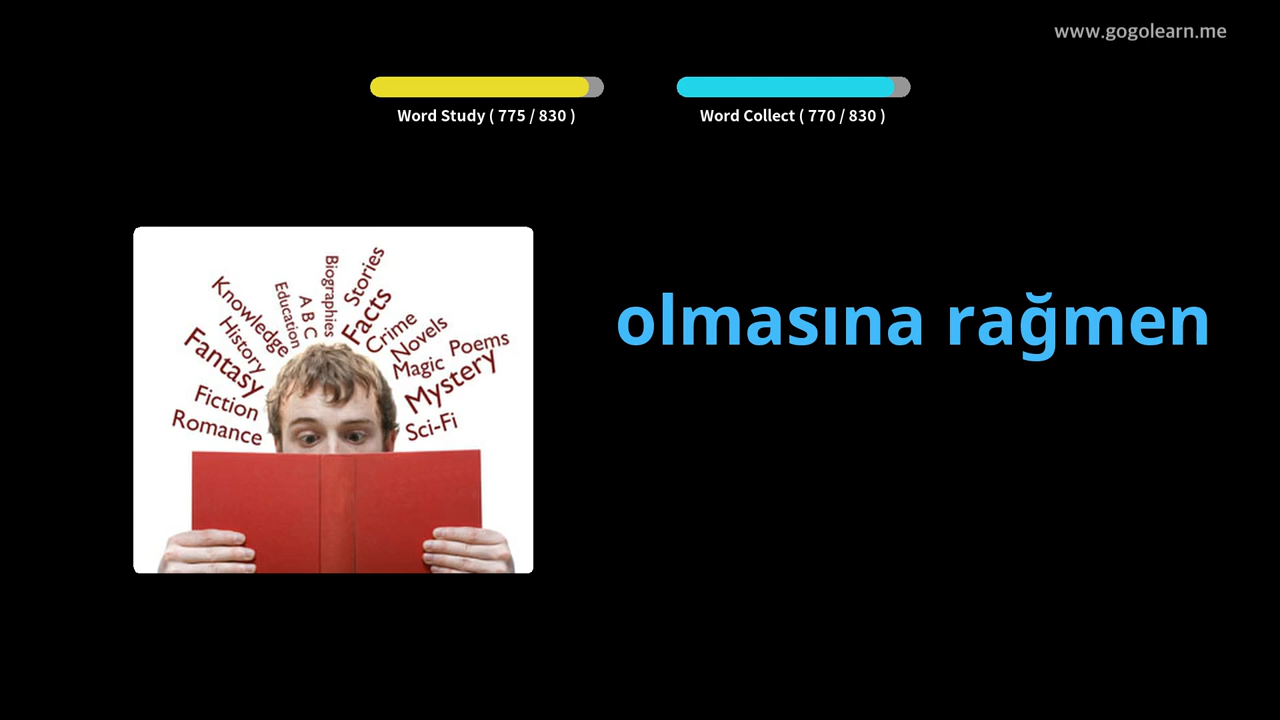 www.gogolearn.me
Word Study ( 775 / 830 )
Word Collect ( 770 / 830 )
olmasına rağmen
Romance
Fiction
Fantasy
History
Knowledge
Education
A B C
Biographies
Stories
Facts
Crime
Novels
Magic
Poems
Mystery
Sci-Fi